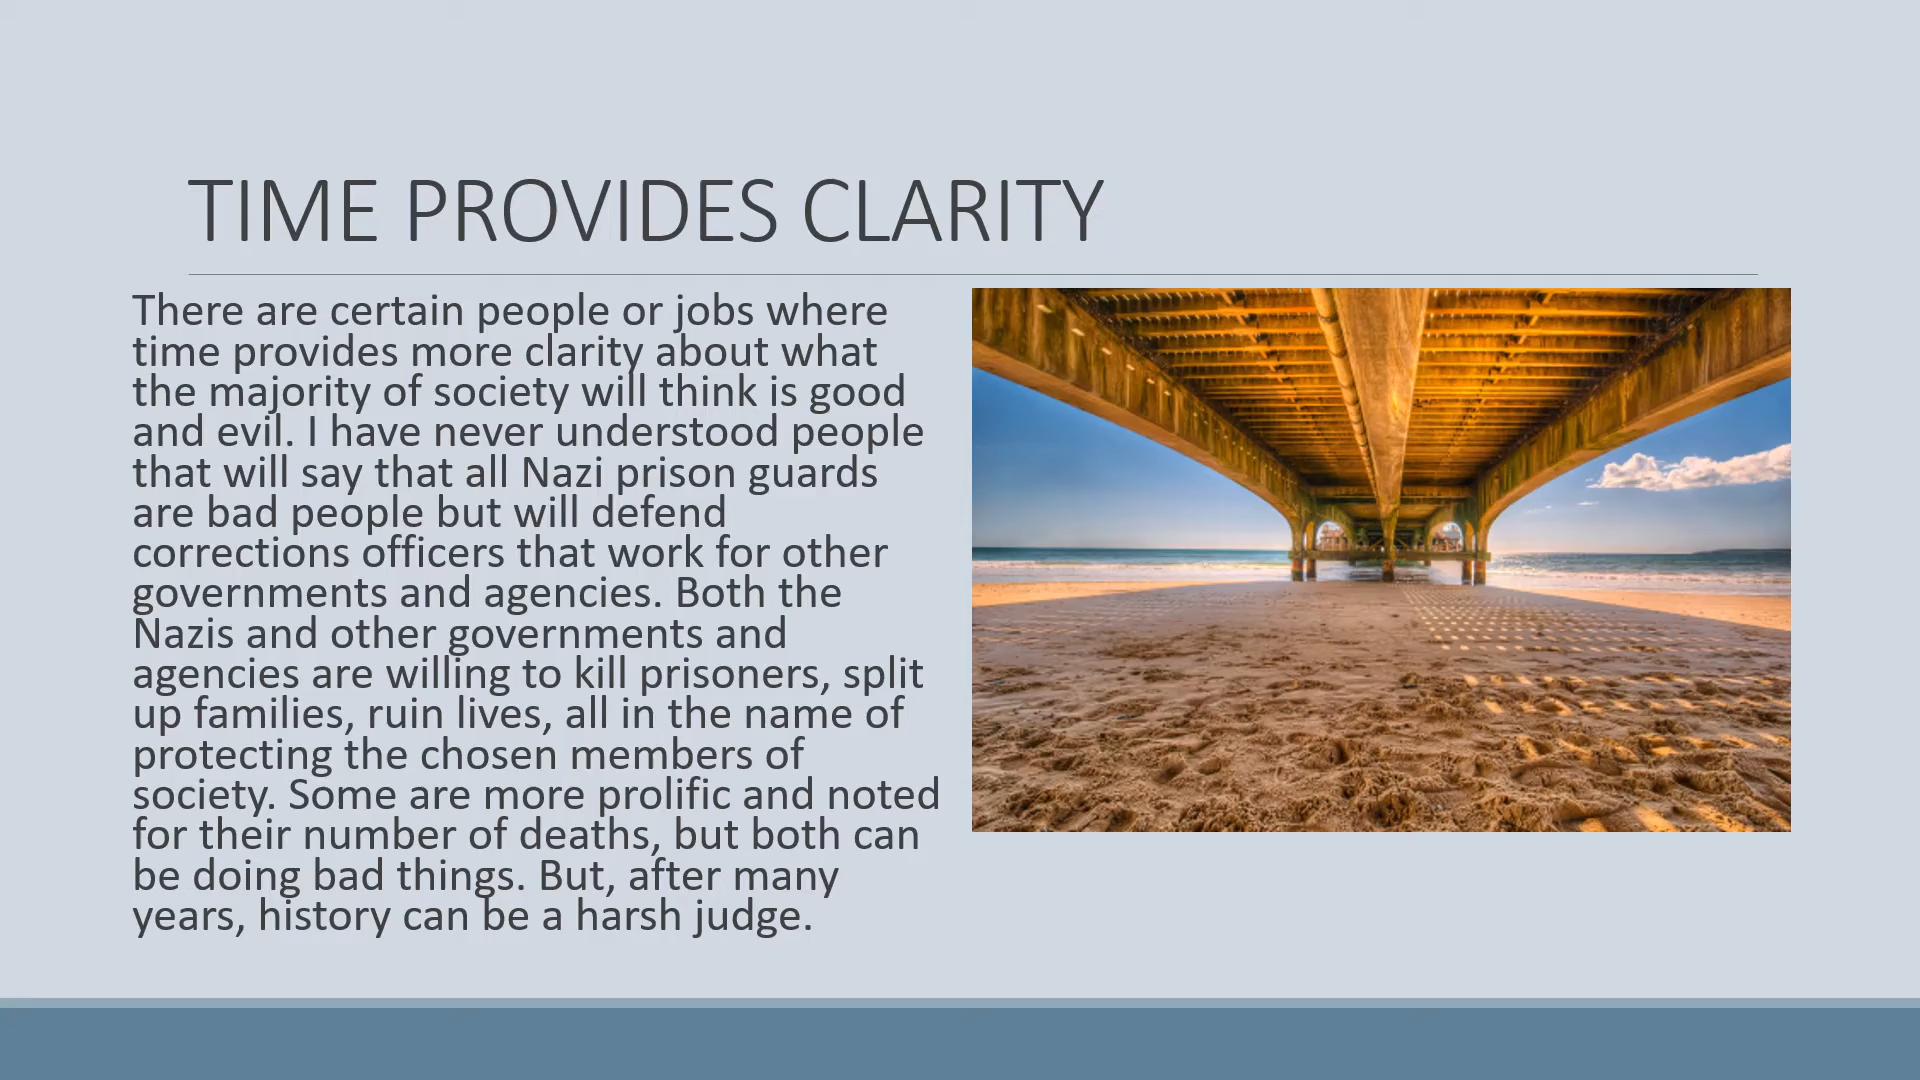 TIME PROVIDES CLARITY
There are certain people or jobs where
time provides more clarity about what
the majority of society will think is good
and evil. I have never understood people
that will say that all Nazi prison guards
are bad people but will defend
corrections officers that work for other
governments and agencies. Both the
Nazis and other governments and
agencies are willing to kill prisoners, split
up families, ruin lives, all in the name of
protecting the chosen members of
society. Some are more prolific and noted
for their number of deaths, but both can
be doing bad things. But, after many
years, history can be a harsh judge.